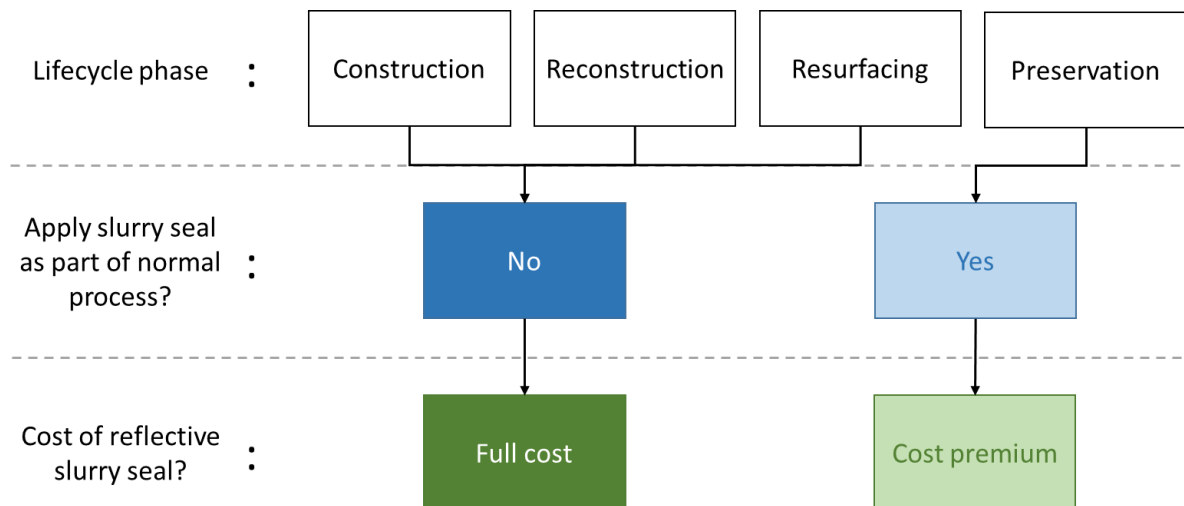 Lifecycle phase :
Construction
Reconstruction
Resurfacing
Preservation
Apply slurry seal
as part of normal :
process?
No
Yes
Cost of reflective :
slurry seal?
Full cost
Cost premium